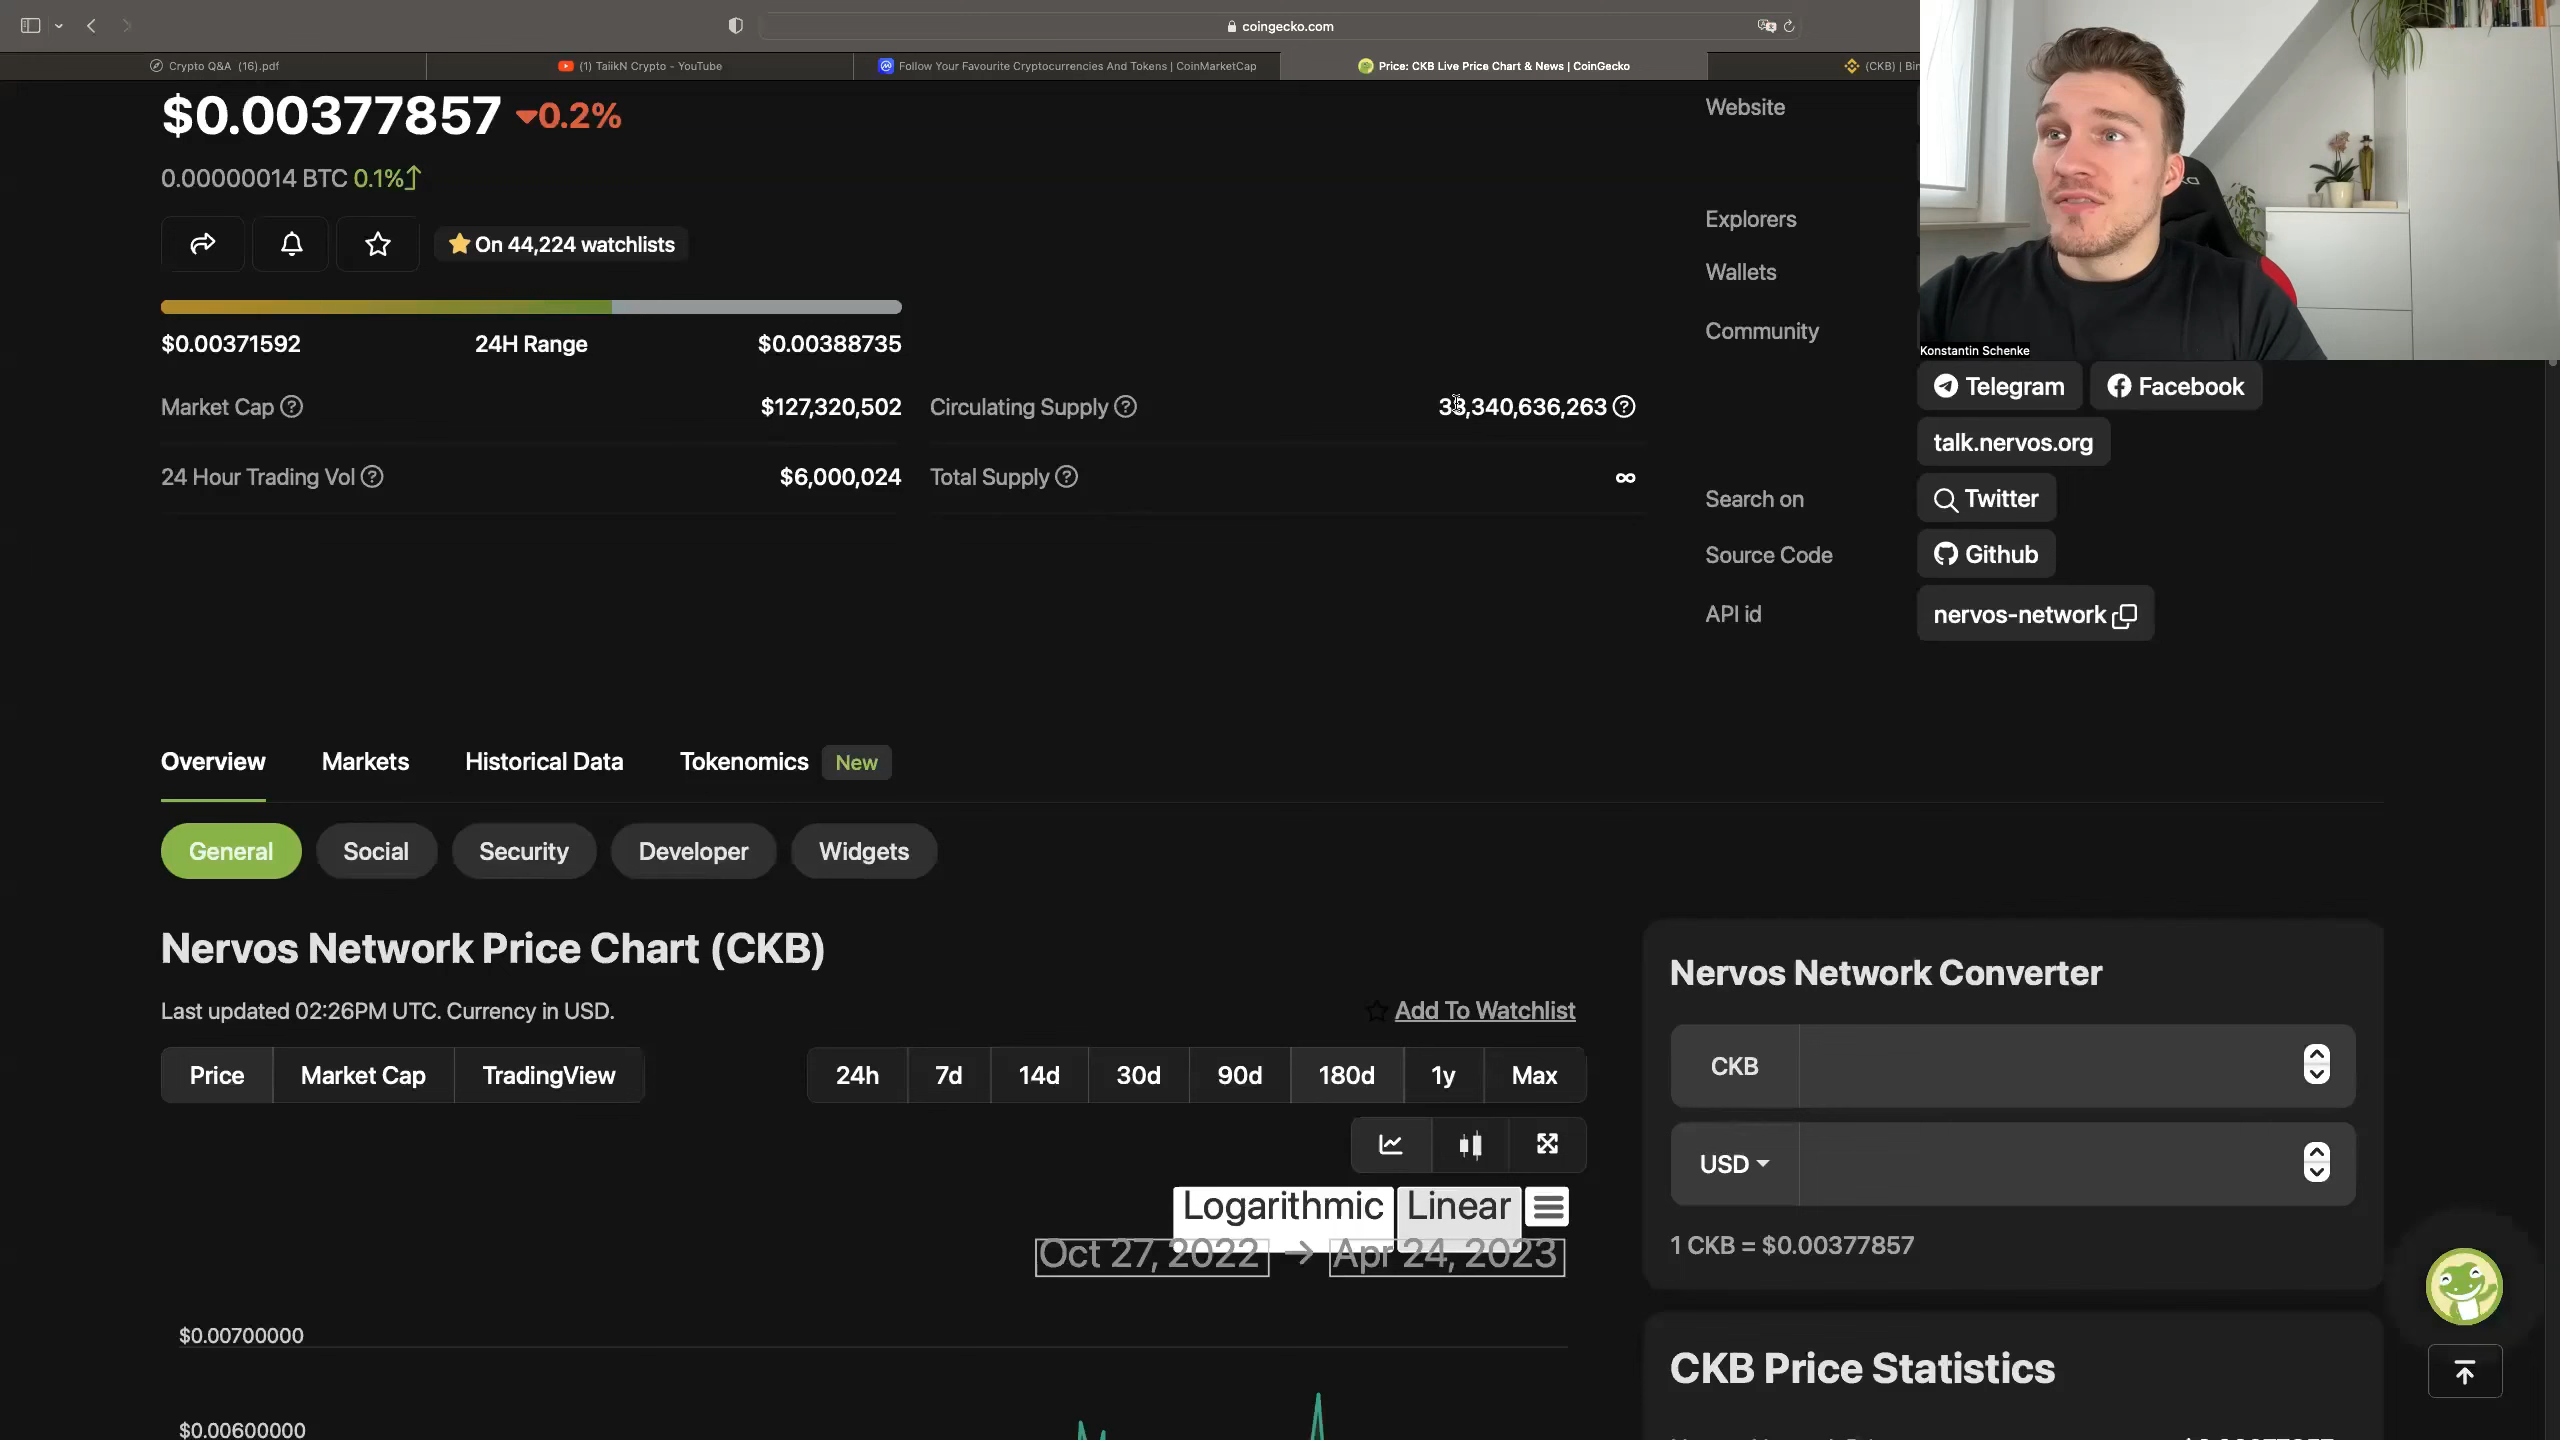 coingecko.com
Crypto Q&A (16).pdf
(1) TaiikN Crypto - YouTube
Follow Your Favourite Cryptocurrencies And Tokens | CoinMarketCap
Price: CKB Live Price Chart & News | CoinGecko
(CKB) | Bin
$0.00377857 0.2%
0.00000014 BTC 0.1%
On 44,224 watchlists
$0.00371592 24H Range $0.00388735
Market Cap $127,320,502
Circulating Supply 33,340,636,263
24 Hour Trading Vol $6,000,024
Total Supply ∞
Website
Explorers
Wallets
Community
Konstantin Schenke
Telegram Facebook
talk.nervos.org
Search on Twitter
Source Code Github
API id nervos-network
Overview Markets Historical Data Tokenomics New
General Social Security Developer Widgets
Nervos Network Price Chart (CKB)
Last updated 02:26PM UTC. Currency in USD.
Add To Watchlist
Price Market Cap TradingView
24h 7d 14d 30d 90d 180d 1y Max
Logarithmic Linear
Oct 27, 2022 → Apr 24, 2023
$0.00700000
$0.00600000
Nervos Network Converter
CKB
USD
1 CKB = $0.00377857
CKB Price Statistics